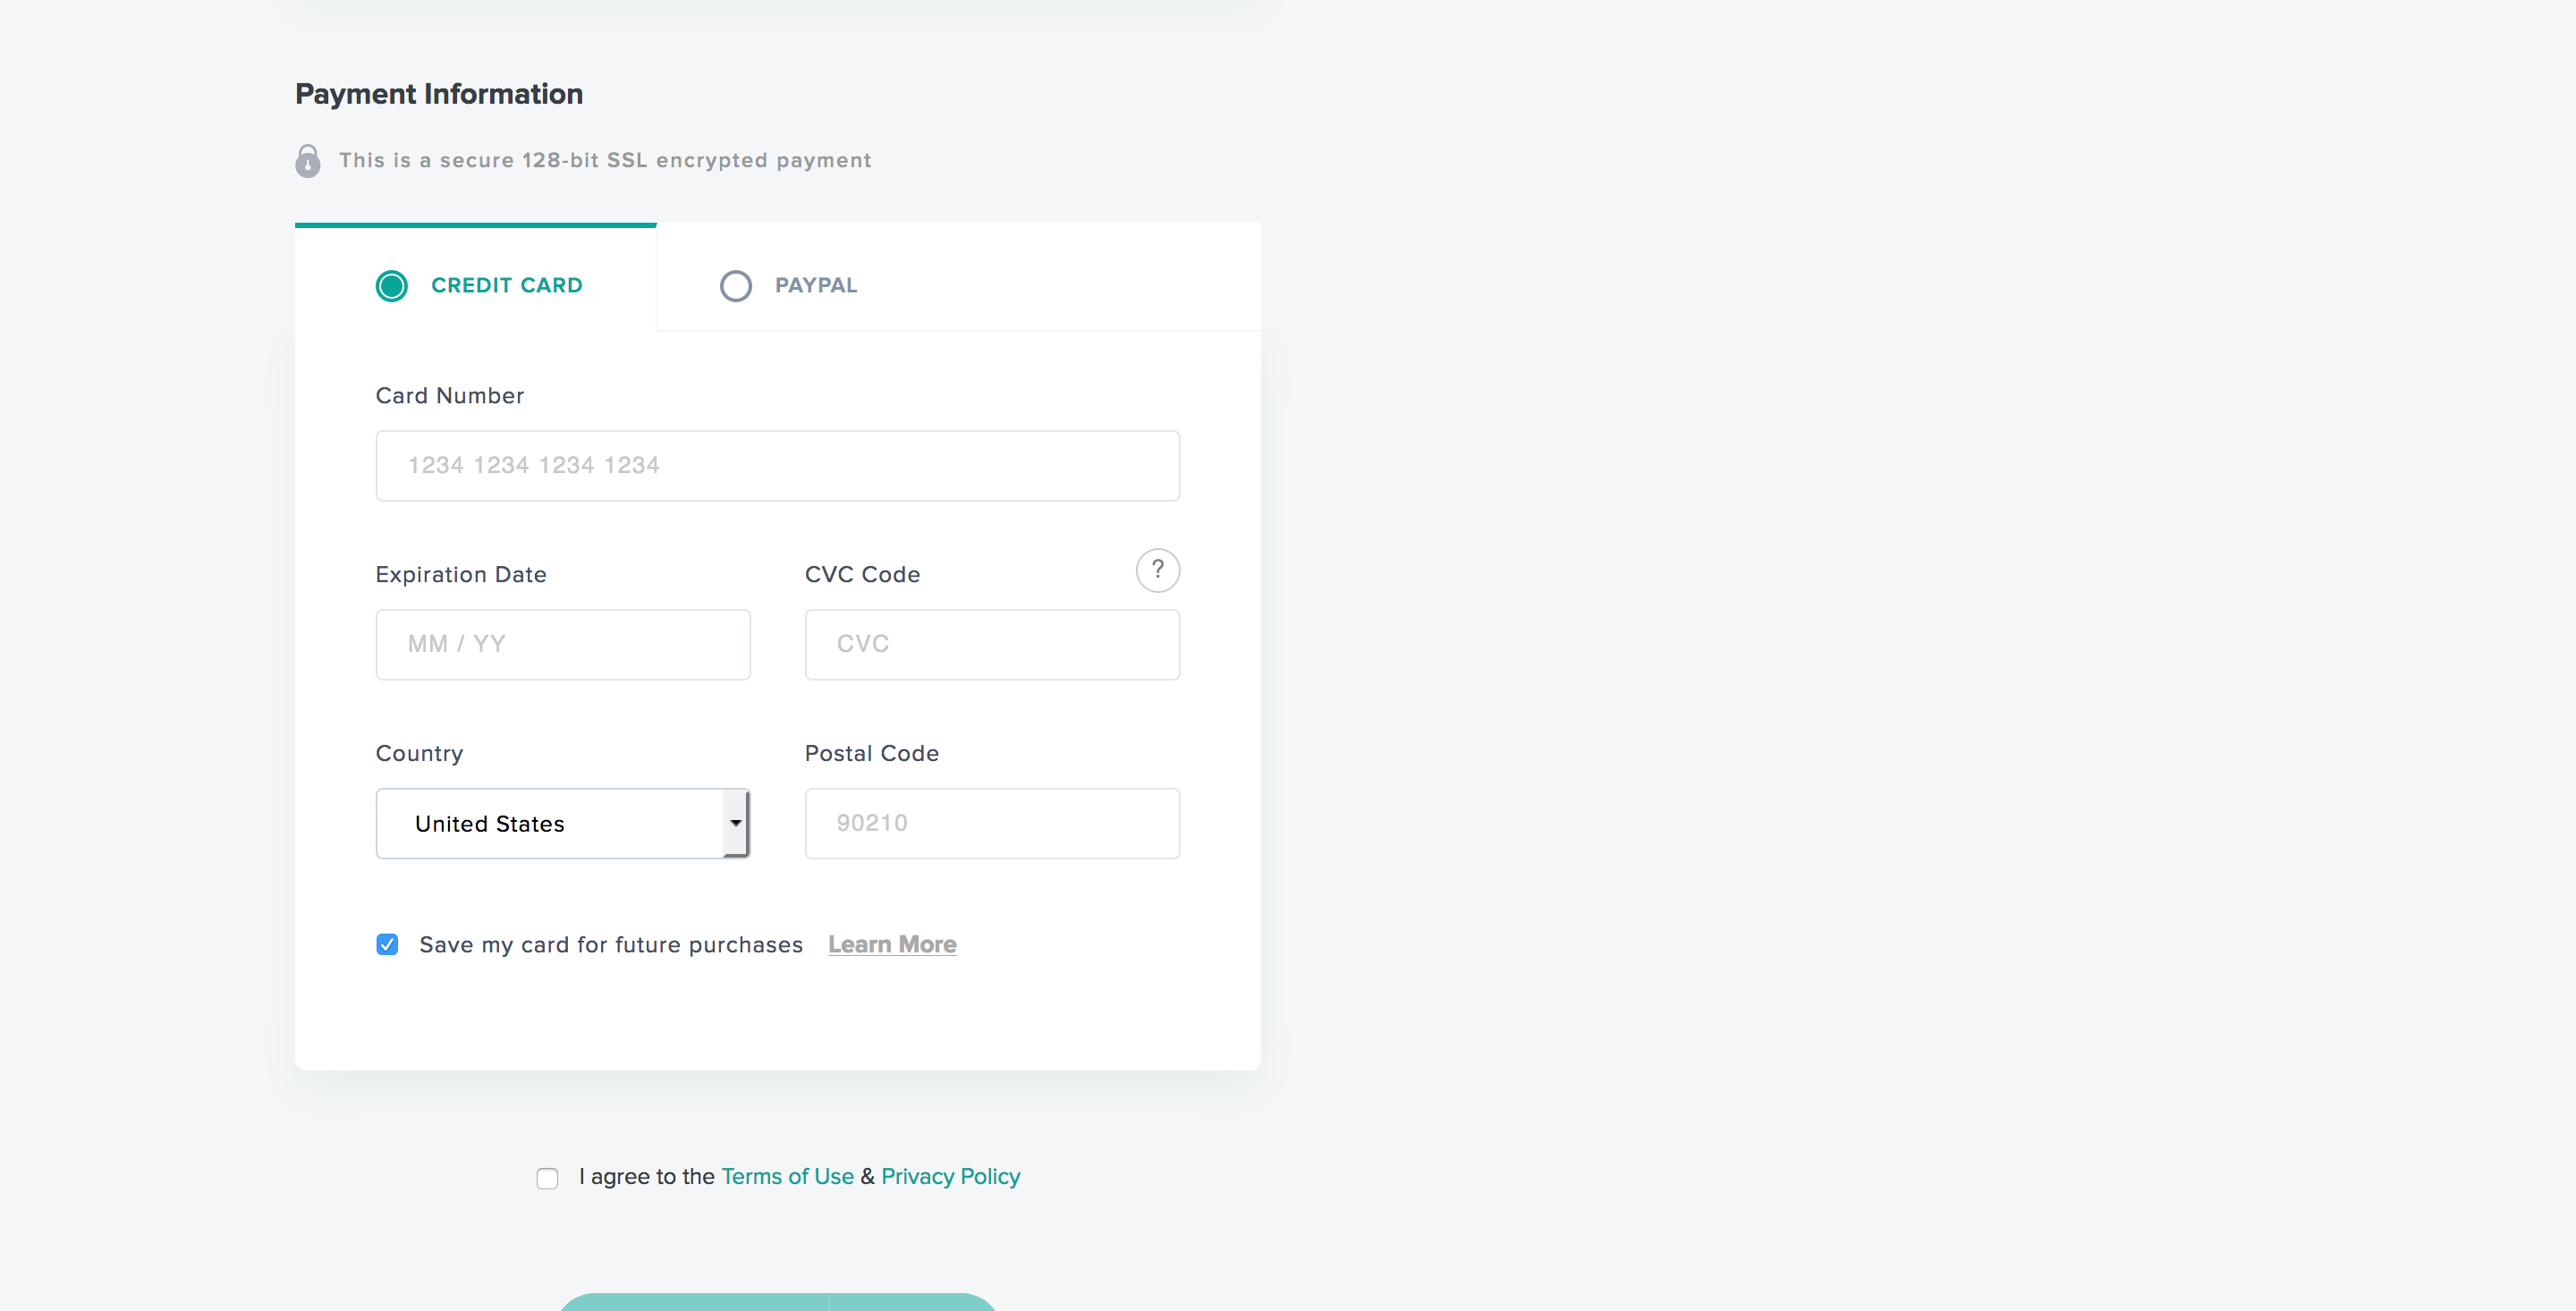 Payment Information
This is a secure 128-bit SSL encrypted payment
CREDIT CARD PAYPAL
Card Number
1234 1234 1234 1234
Expiration Date CVC Code ?
MM / YY CVC
Country Postal Code
United States 90210
Save my card for future purchases Learn More
I agree to the Terms of Use & Privacy Policy